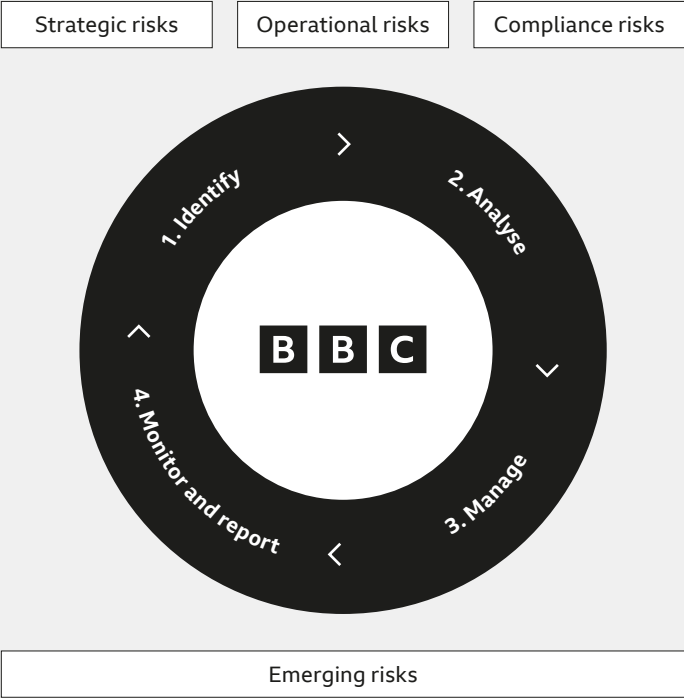 Strategic risks
Operational risks
Compliance risks
1. Identify
2. Analyse
BBC
3. Manage
4. Monitor and report
Emerging risks